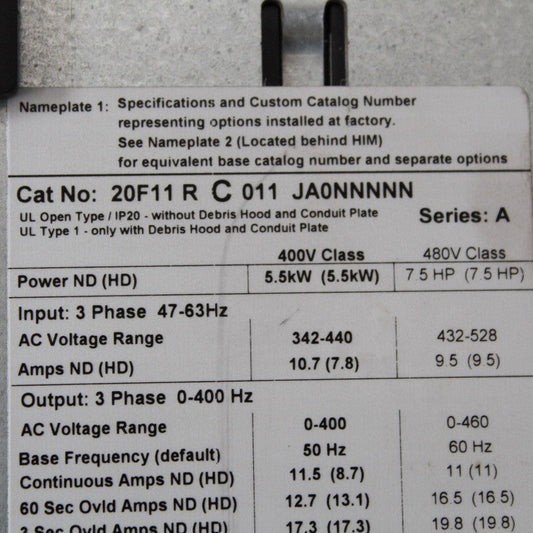 Nameplate 1: Specifications and Custom Catalog Number
representing options installed at factory.
See Nameplate 2 (Located behind HIM)
for equivalent base catalog number and separate options
Cat No: 20F11 R C 011 JA0NNNNN
UL Open Type / IP20 - without Debris Hood and Conduit Plate
UL Type 1 - only with Debris Hood and Conduit Plate
Series: A
400V Class 480V Class
Power ND (HD) 5.5kW (5.5kW) 7.5 HP (7.5 HP)
Input: 3 Phase 47-63Hz
AC Voltage Range 342-440 432-528
Amps ND (HD) 10.7 (7.8) 9.5 (9.5)
Output: 3 Phase 0-400 Hz
AC Voltage Range 0-400 0-460
Base Frequency (default) 50 Hz 60 Hz
Continuous Amps ND (HD) 11.5 (8.7) 11 (11)
60 Sec Ovld Amps ND (HD) 12.7 (13.1) 16.5 (16.5)
3 Sec Ovld Amps ND (HD) 17.3 (17.3) 19.8 (19.8)